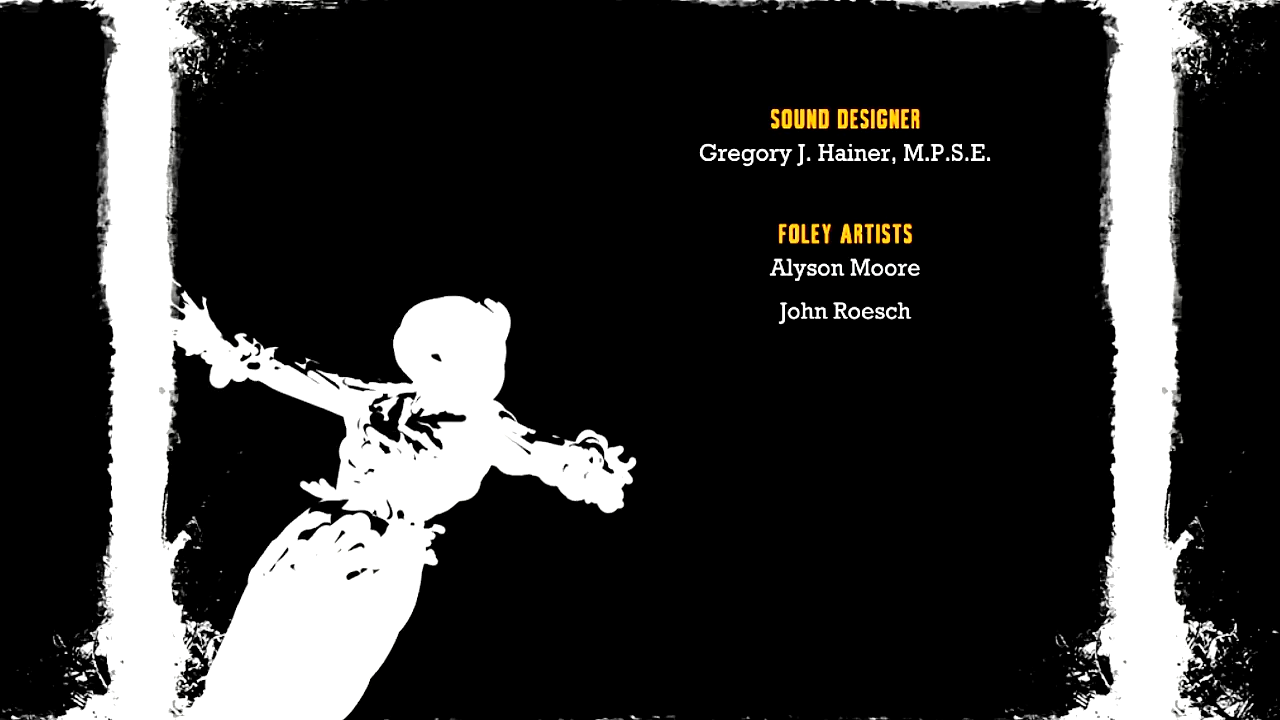 SOUND DESIGNER
Gregory J. Hainer, M.P.S.E.
FOLEY ARTISTS
Alyson Moore
John Roesch